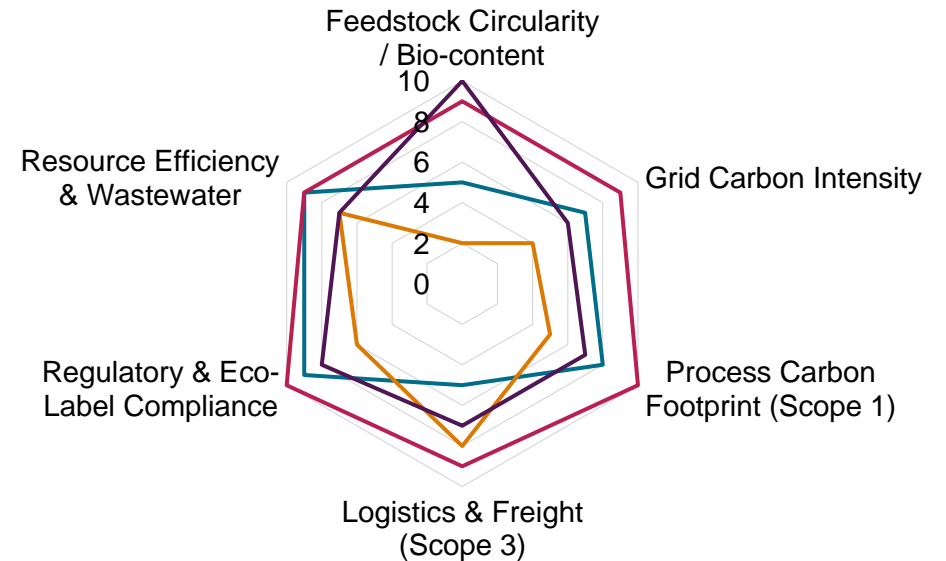 Feedstock Circularity
/ Bio-content
10
8
6
4
2
0
Resource Efficiency
& Wastewater
Grid Carbon Intensity
Regulatory & Eco-
Label Compliance
Process Carbon
Footprint (Scope 1)
Logistics & Freight
(Scope 3)